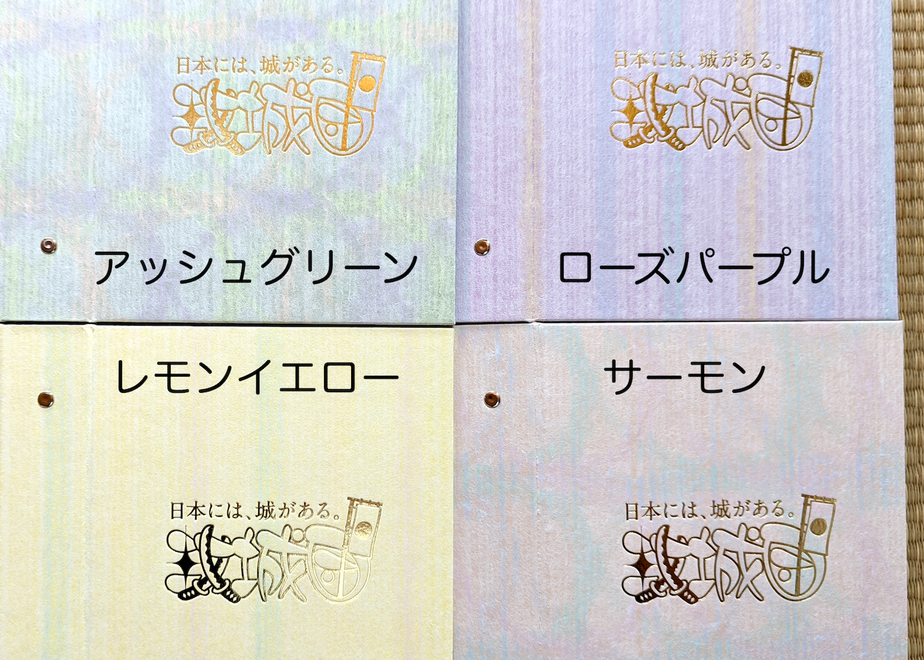 日本には、城がある。
アッシュグリーン
日本には、城がある。
ローズパープル
レモンイエロー
日本には、城がある。
サーモン
日本には、城がある。